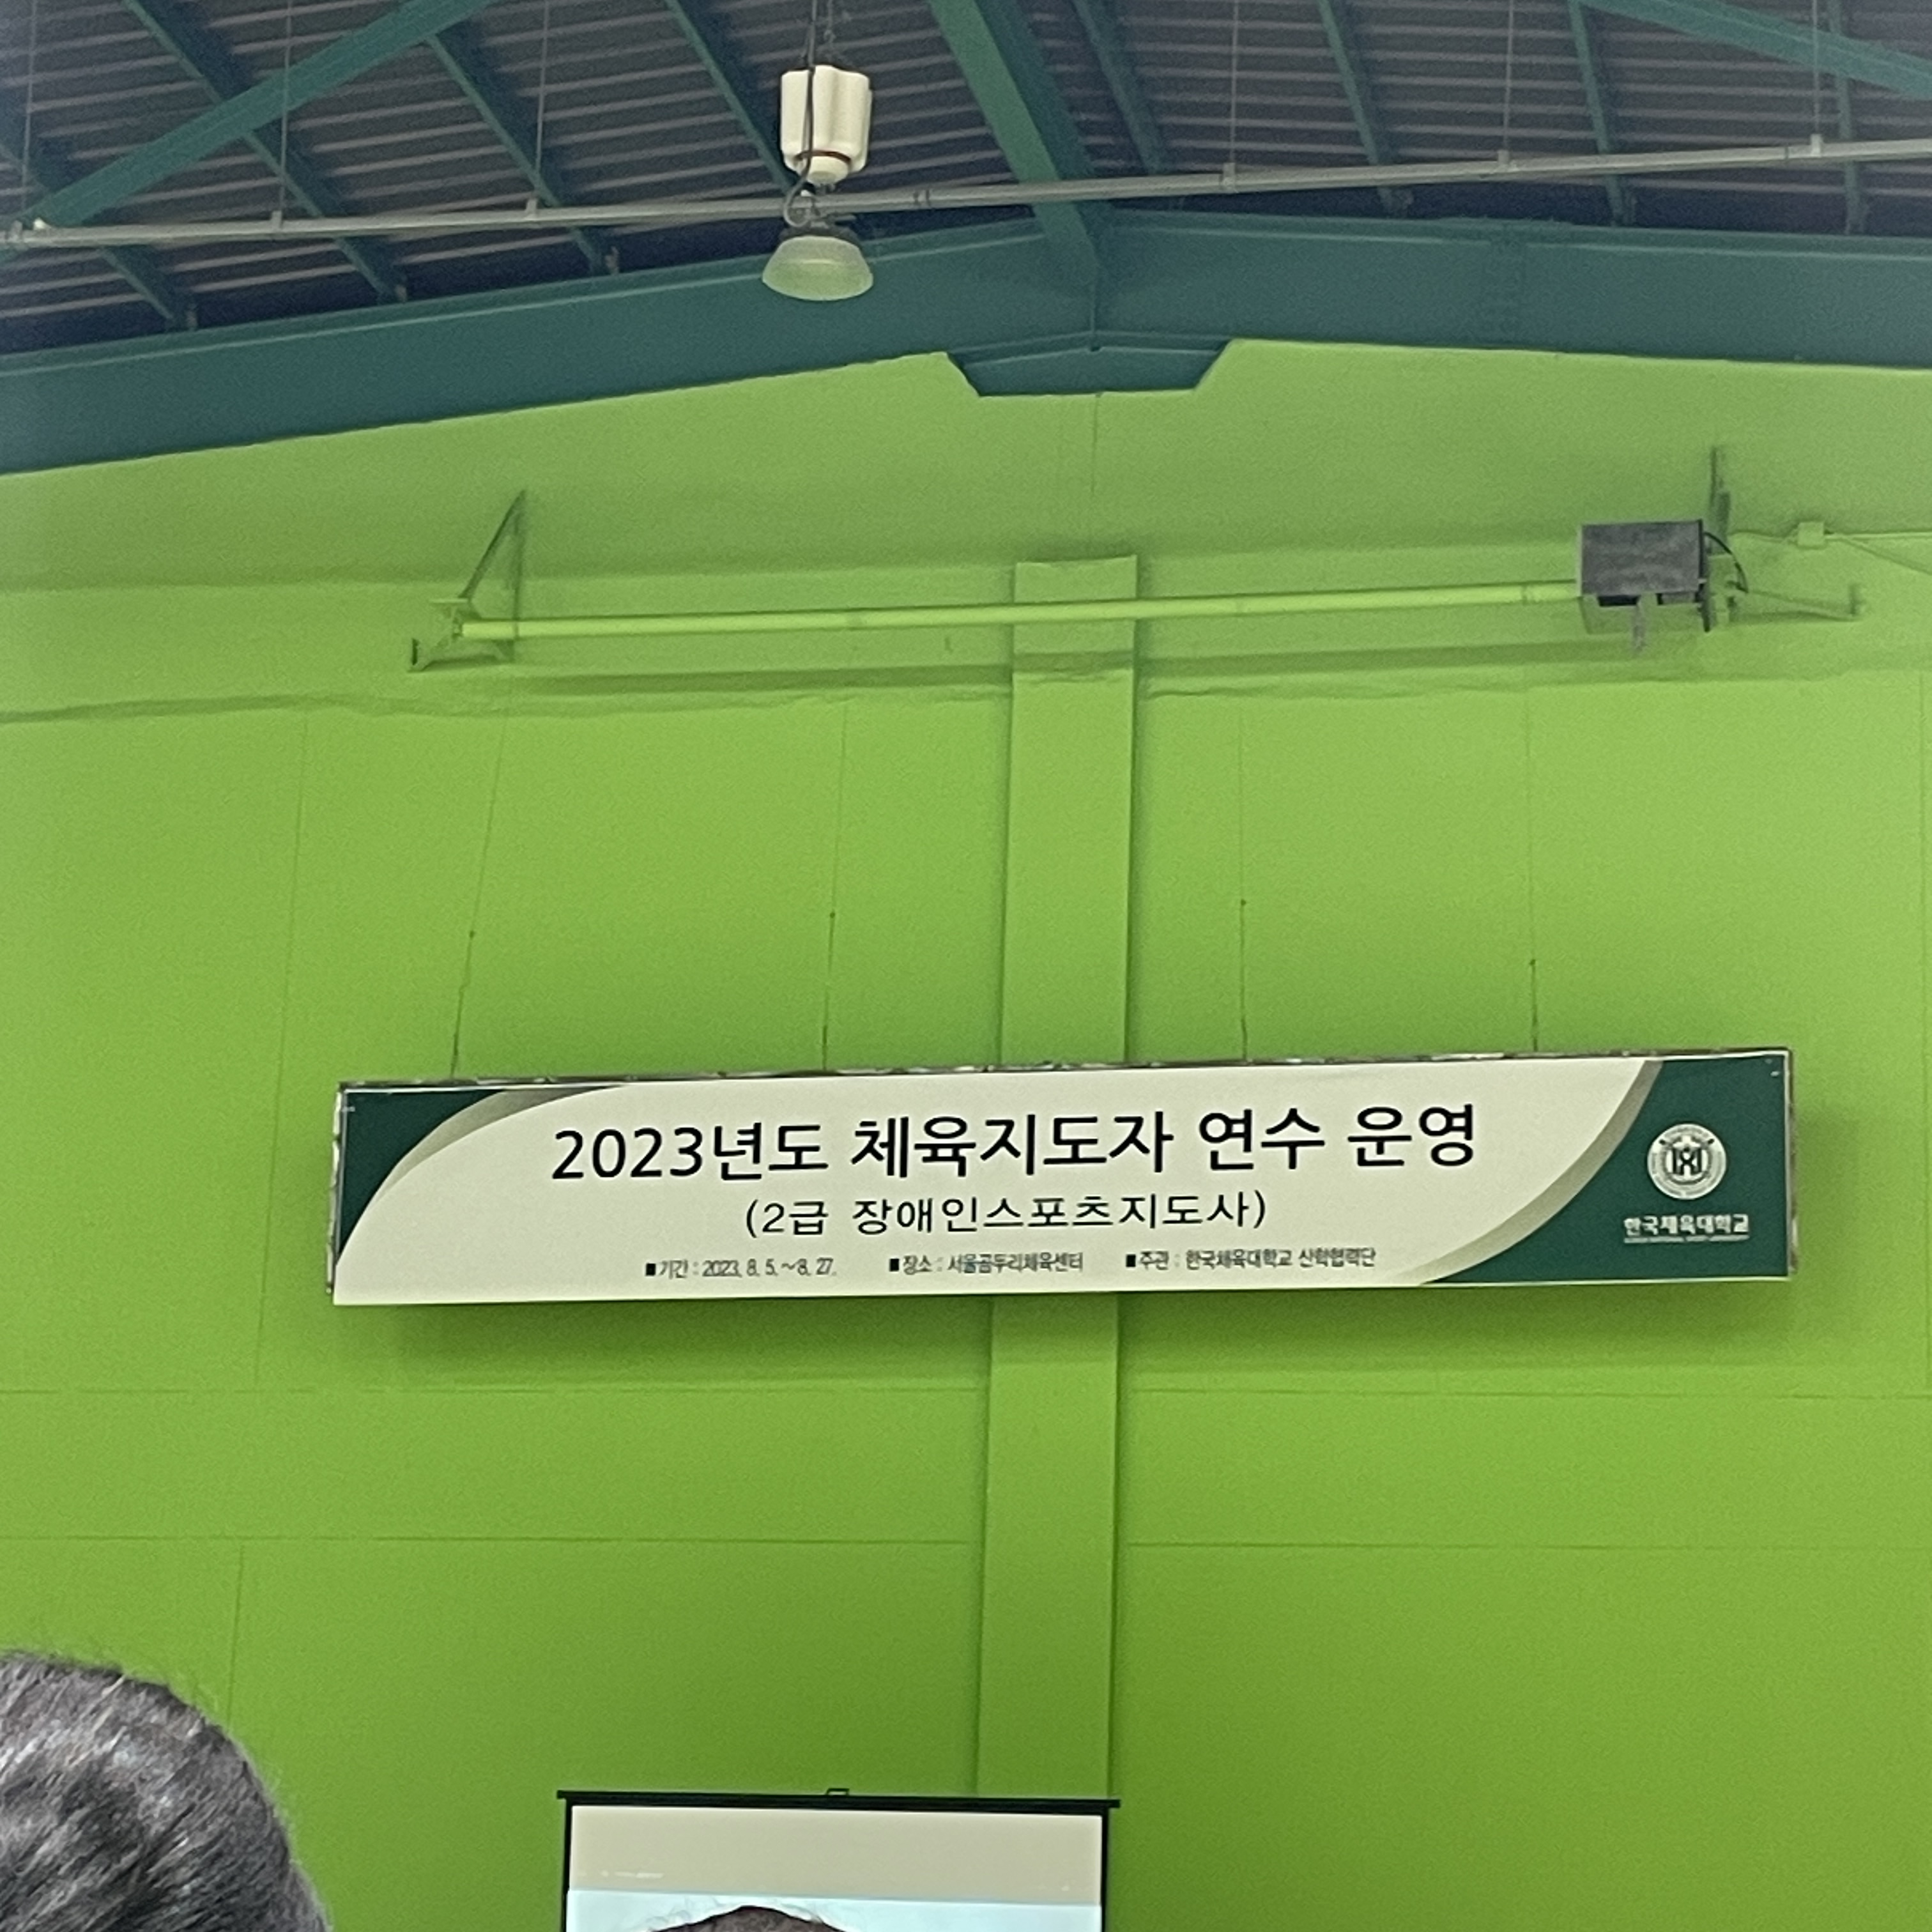 2023년도 체육지도자 연수 운영
(2급 장애인스포츠지도사)
■기간 : 2023. 8. 5.~8. 27. ■장소 : 서울곰두리체육센터 ■주관 : 한국체육대학교 산학협력단
한국체육대학교